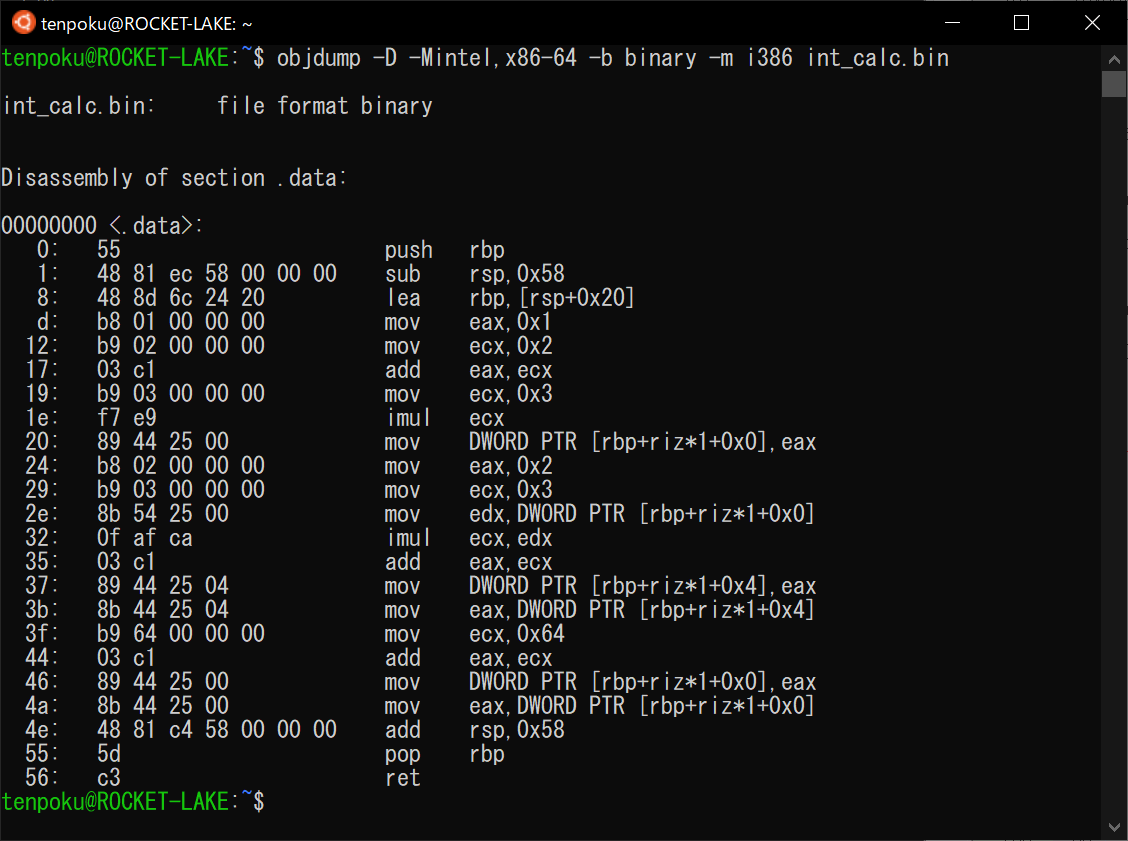 tenpoku@ROCKET-LAKE: ~
tenpoku@ROCKET-LAKE:~$ objdump -D -Mintel,x86-64 -b binary -m i386 int_calc.bin
int_calc.bin:     file format binary
Disassembly of section .data:
00000000 <.data>:
   0:   55                      push   rbp
   1:   48 81 ec 58 00 00 00    sub    rsp,0x58
   8:   48 8d 6c 24 20          lea    rbp,[rsp+0x20]
   d:   b8 01 00 00 00          mov    eax,0x1
  12:   b9 02 00 00 00          mov    ecx,0x2
  17:   03 c1                   add    eax,ecx
  19:   b9 03 00 00 00          mov    ecx,0x3
  1e:   f7 e9                   imul   ecx
  20:   89 44 25 00             mov    DWORD PTR [rbp+riz*1+0x0],eax
  24:   b8 02 00 00 00          mov    eax,0x2
  29:   b9 03 00 00 00          mov    ecx,0x3
  2e:   8b 54 25 00             mov    edx,DWORD PTR [rbp+riz*1+0x0]
  32:   0f af ca                imul   ecx,edx
  35:   03 c1                   add    eax,ecx
  37:   89 44 25 04             mov    DWORD PTR [rbp+riz*1+0x4],eax
  3b:   8b 44 25 04             mov    eax,DWORD PTR [rbp+riz*1+0x4]
  3f:   b9 64 00 00 00          mov    ecx,0x64
  44:   03 c1                   add    eax,ecx
  46:   89 44 25 00             mov    DWORD PTR [rbp+riz*1+0x0],eax
  4a:   8b 44 25 00             mov    eax,DWORD PTR [rbp+riz*1+0x0]
  4e:   48 81 c4 58 00 00 00    add    rsp,0x58
  55:   5d                      pop    rbp
  56:   c3                      ret
tenpoku@ROCKET-LAKE:~$